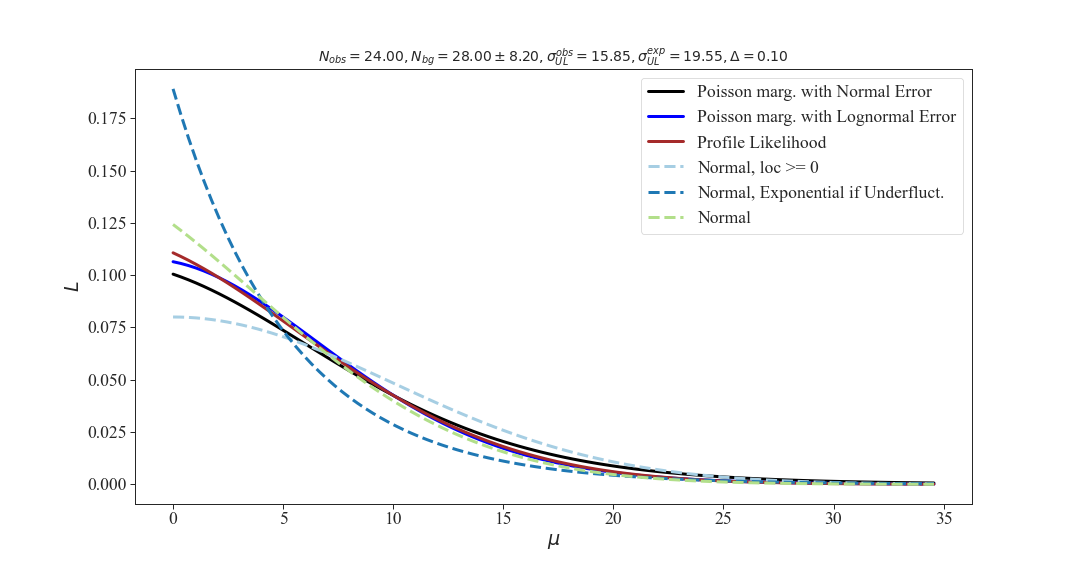 N_obs = 24.00, N_bg = 28.00 ± 8.20, σ_UL^obs = 15.85, σ_UL^exp = 19.55, Δ = 0.10
Poisson marg. with Normal Error
Poisson marg. with Lognormal Error
Profile Likelihood
Normal, loc >= 0
Normal, Exponential if Underfluct.
Normal
L
0.175
0.150
0.125
0.100
0.075
0.050
0.025
0.000
0 5 10 15 20 25 30 35
μ